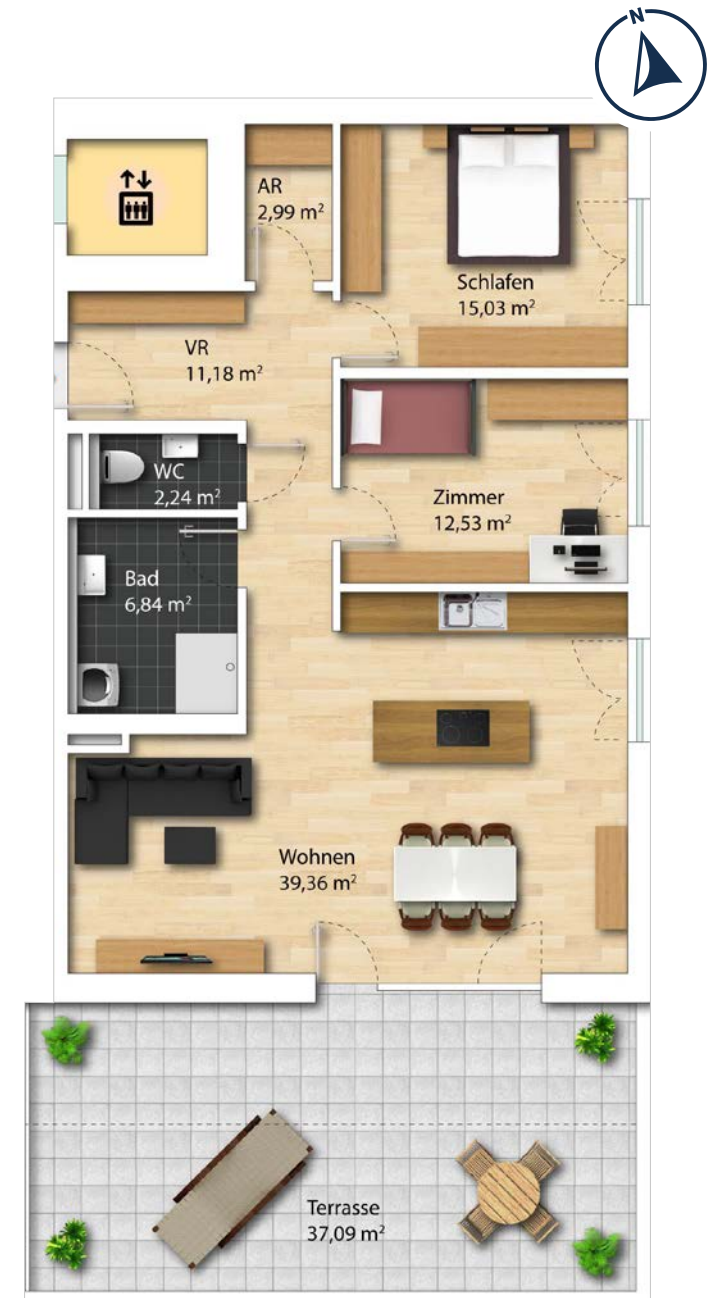 N
AR
2,99 m²
Schlafen
15,03 m²
VR
11,18 m²
WC
2,24 m²
Zimmer
12,53 m²
Bad
6,84 m²
Wohnen
39,36 m²
Terrasse
37,09 m²